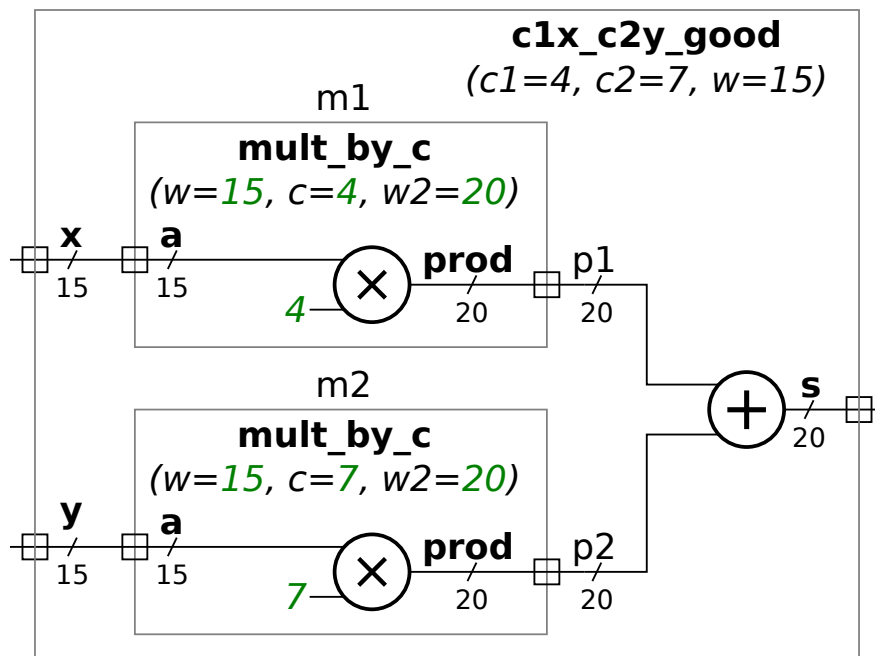 c1x_c2y_good
(c1=4, c2=7, w=15)
m1
mult_by_c
(w=15, c=4, w2=20)
x
a
prod
p1
15
15
4
20
20
m2
mult_by_c
(w=15, c=7, w2=20)
s
20
y
a
prod
p2
15
15
7
20
20